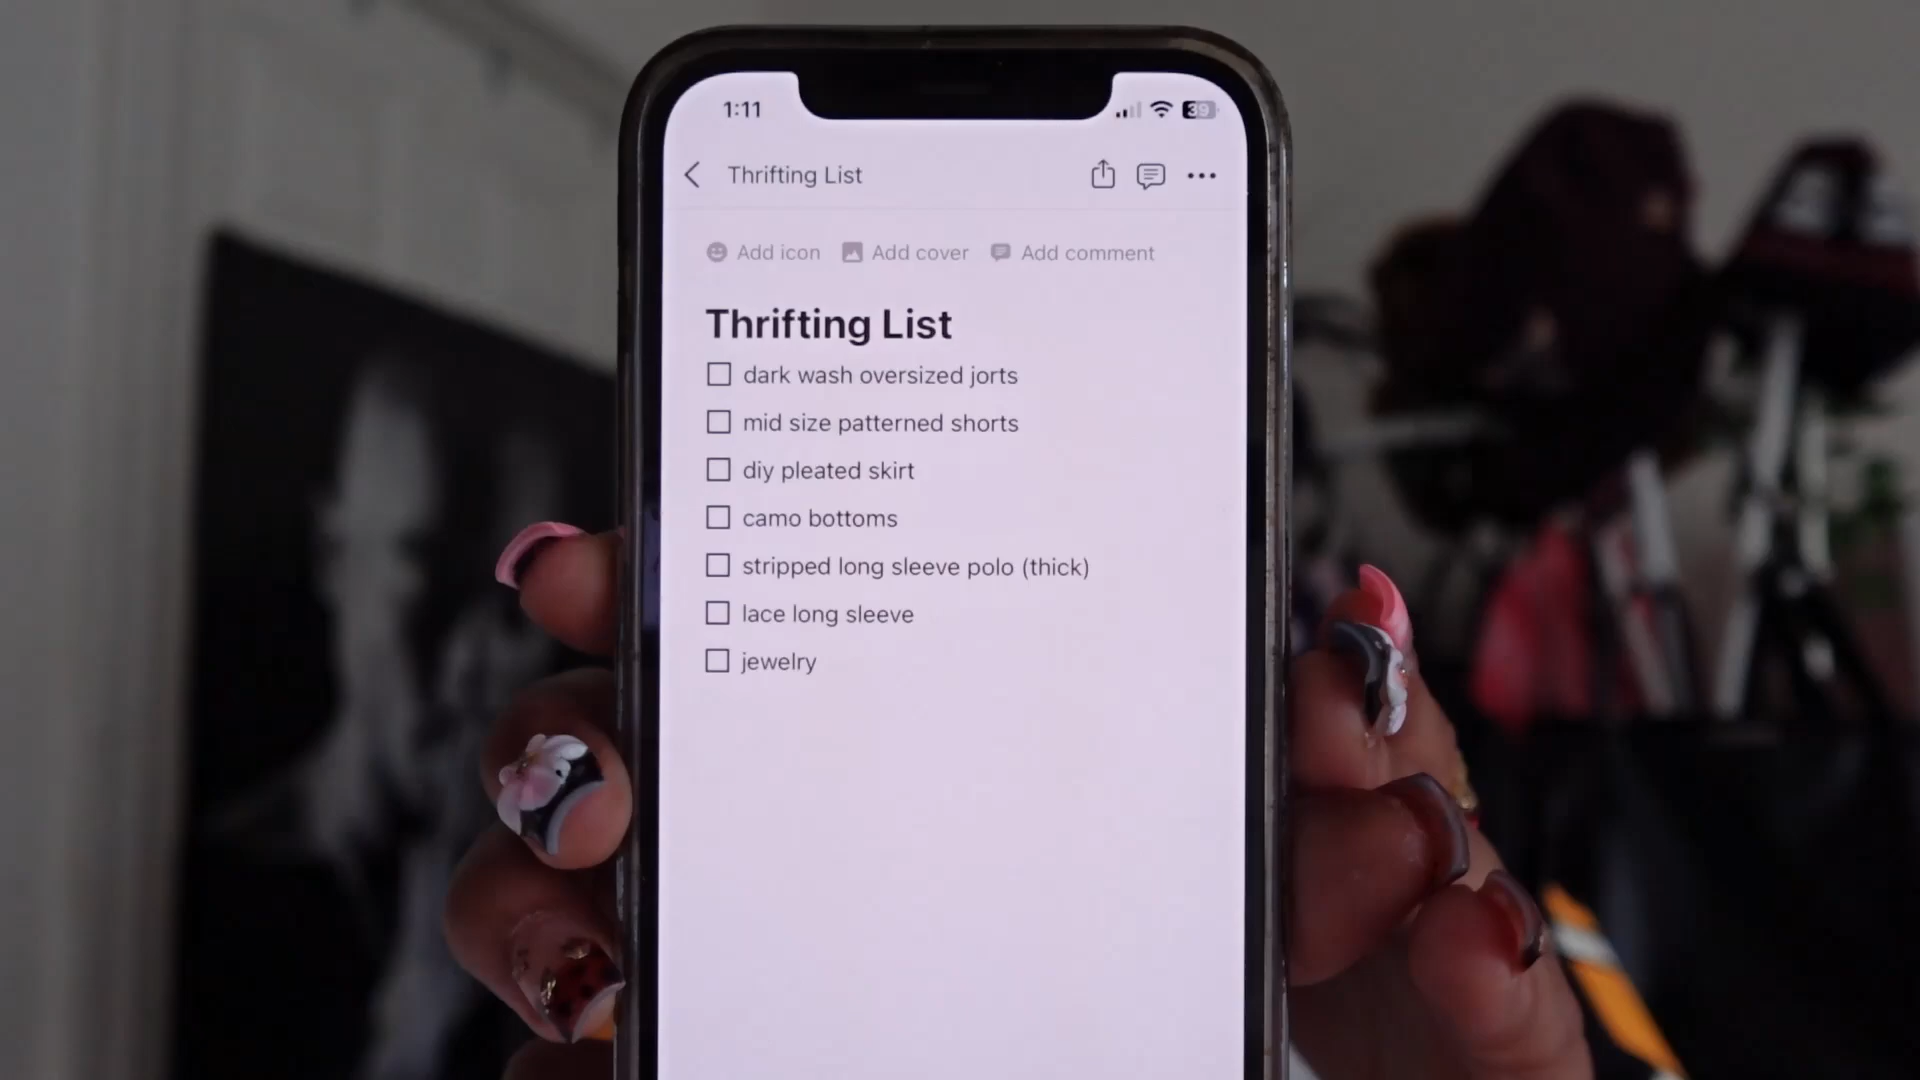 1:11
39
Thrifting List
Add icon Add cover Add comment
Thrifting List
dark wash oversized jorts
mid size patterned shorts
diy pleated skirt
camo bottoms
stripped long sleeve polo (thick)
lace long sleeve
jewelry